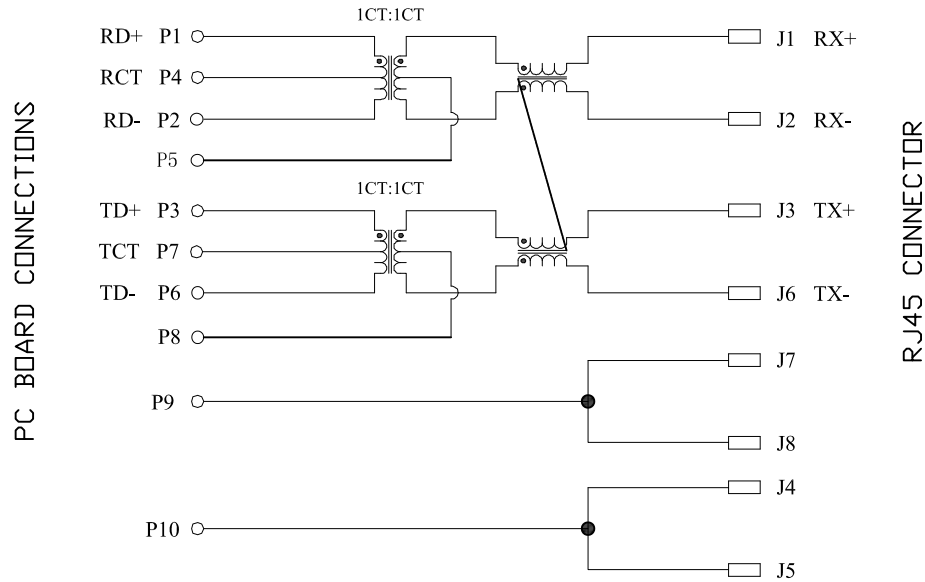 PC BOARD CONNECTIONS
1CT:1CT
RD+ P1
RCT P4
RD- P2
P5
J1 RX+
J2 RX-
1CT:1CT
TD+ P3
TCT P7
TD- P6
P8
J3 TX+
J6 TX-
P9
J7
J8
P10
J4
J5
RJ45 CONNECTOR